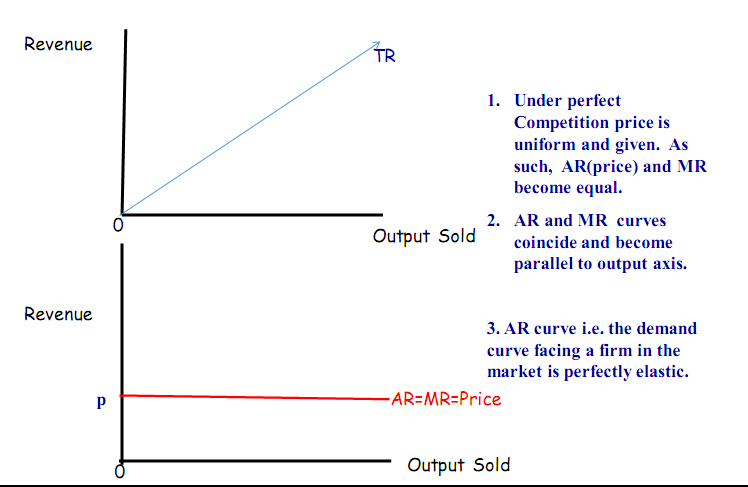 Revenue
TR
0
Output Sold
1. Under perfect
Competition price is
uniform and given. As
such, AR(price) and MR
become equal.
2. AR and MR curves
coincide and become
parallel to output axis.
Revenue
3. AR curve i.e. the demand
curve facing a firm in the
market is perfectly elastic.
p
AR=MR=Price
0
Output Sold